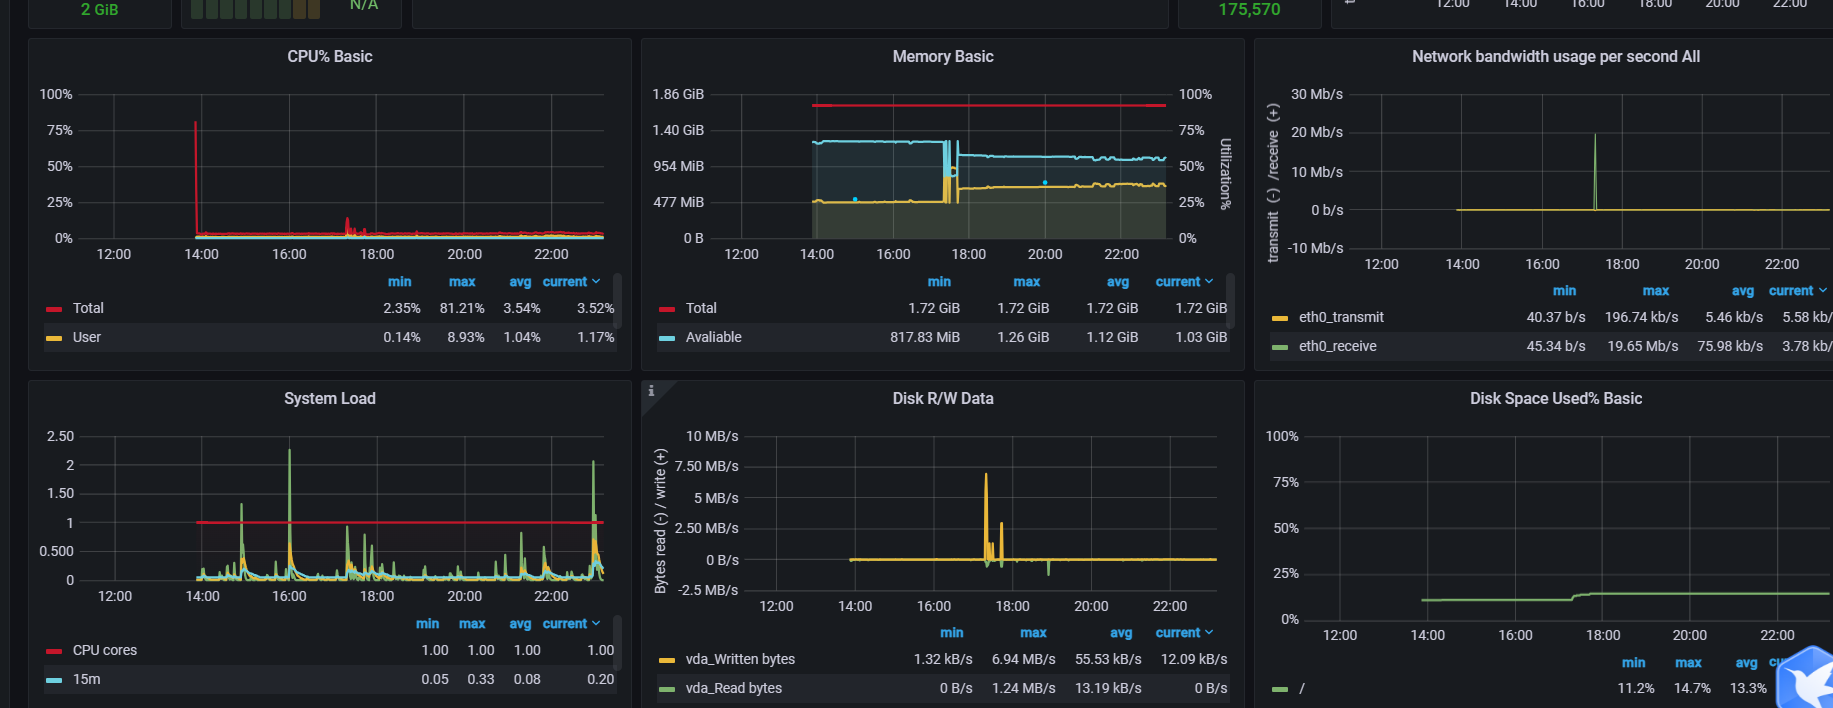 2 GiB
N/A
175,570
12:00 14:00 16:00 18:00 20:00 22:00
CPU% Basic
100%
75%
50%
25%
0%
12:00 14:00 16:00 18:00 20:00 22:00
min max avg current
Total 2.35% 81.21% 3.54% 3.52%
User 0.14% 8.93% 1.04% 1.17%
Memory Basic
1.86 GiB 100%
1.40 GiB 75%
954 MiB 50%
477 MiB 25%
0 B 0%
Utilization%
12:00 14:00 16:00 18:00 20:00 22:00
min max avg current
Total 1.72 GiB 1.72 GiB 1.72 GiB 1.72 GiB
Avaliable 817.83 MiB 1.26 GiB 1.12 GiB 1.03 GiB
Network bandwidth usage per second All
transmit (-) /receive (+)
30 Mb/s
20 Mb/s
10 Mb/s
0 b/s
-10 Mb/s
12:00 14:00 16:00 18:00 20:00 22:00
min max avg current
eth0_transmit 40.37 b/s 196.74 kb/s 5.46 kb/s 5.58 kb/
eth0_receive 45.34 b/s 19.65 Mb/s 75.98 kb/s 3.78 kb/
System Load
2.50
2
1.50
1
0.500
0
12:00 14:00 16:00 18:00 20:00 22:00
min max avg current
CPU cores 1.00 1.00 1.00 1.00
15m 0.05 0.33 0.08 0.20
i
Disk R/W Data
Bytes read (-) / write (+)
10 MB/s
7.50 MB/s
5 MB/s
2.50 MB/s
0 B/s
-2.5 MB/s
12:00 14:00 16:00 18:00 20:00 22:00
min max avg current
vda_Written bytes 1.32 kB/s 6.94 MB/s 55.53 kB/s 12.09 kB/s
vda_Read bytes 0 B/s 1.24 MB/s 13.19 kB/s 0 B/s
Disk Space Used% Basic
100%
75%
50%
25%
0%
12:00 14:00 16:00 18:00 20:00 22:00
min max avg
/ 11.2% 14.7% 13.3%